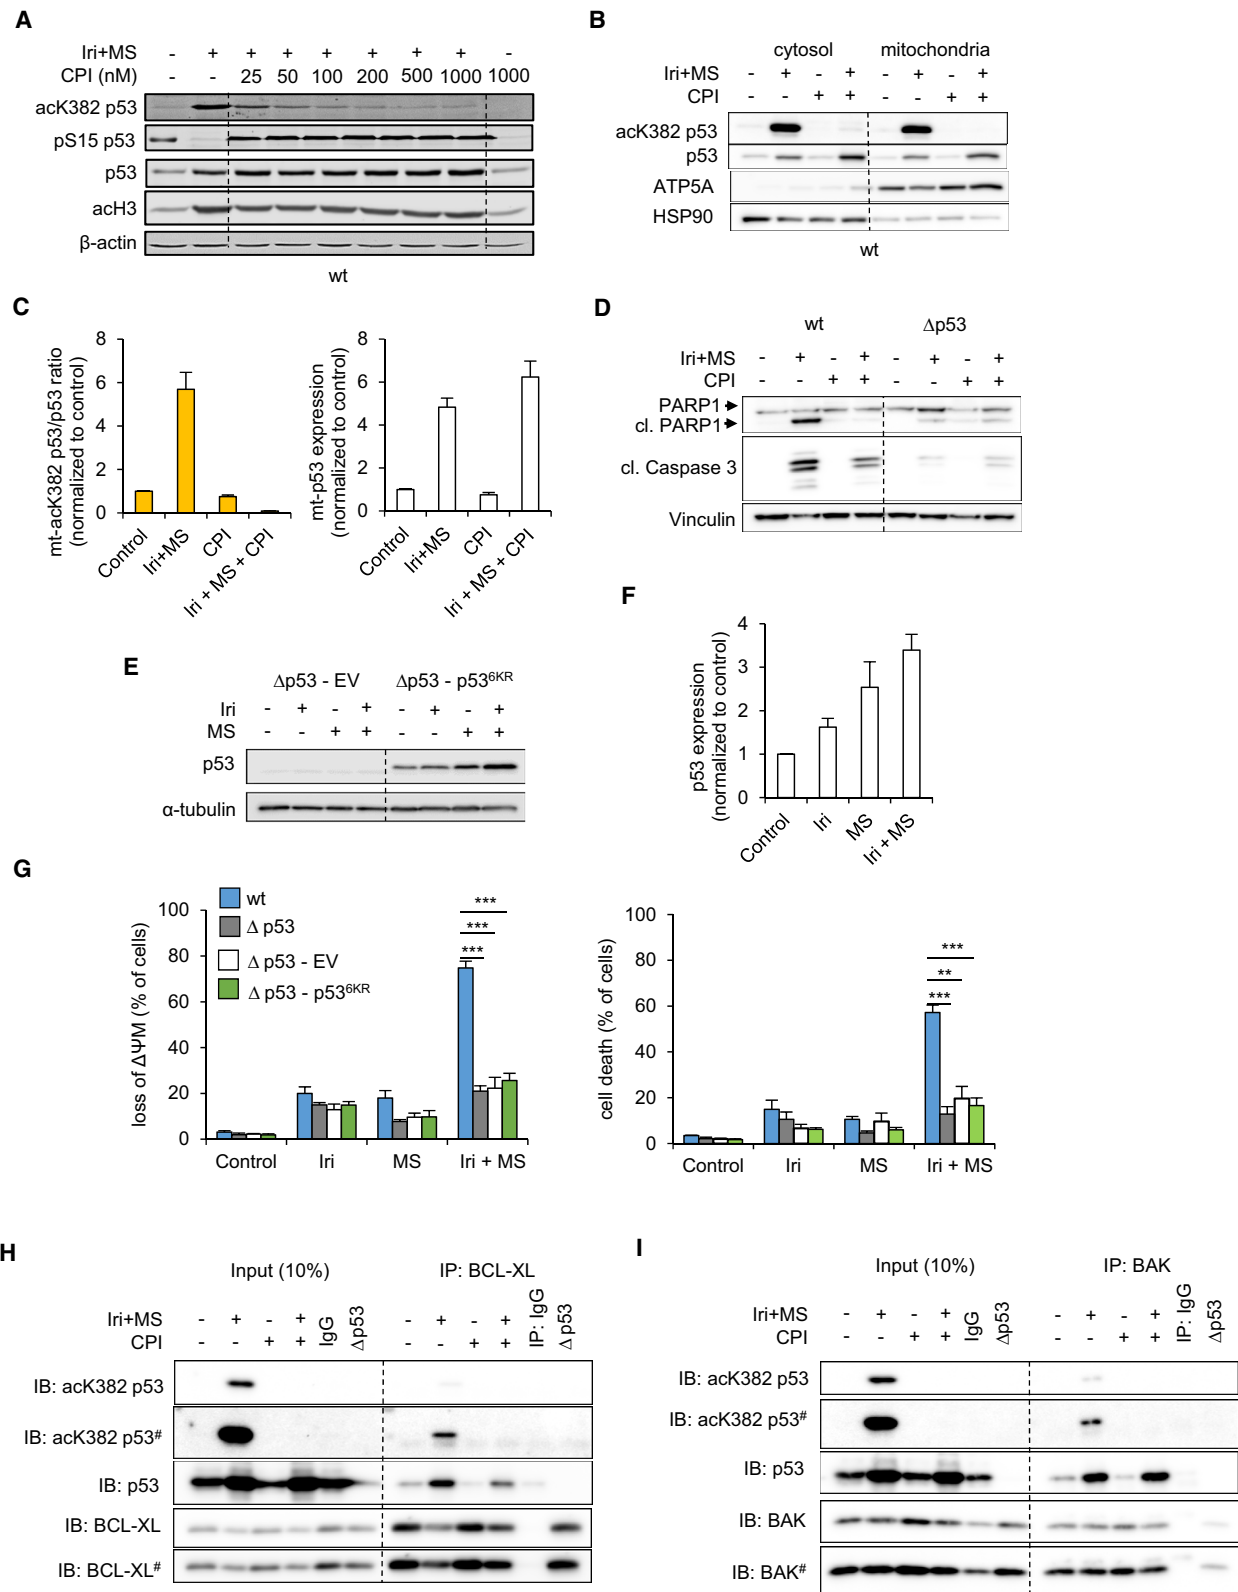 A
Iri+MS - + + + + + + + -
CPI (nM) - - 25 50 100 200 500 1000 1000
acK382 p53
pS15 p53
p53
acH3
β-actin
wt
B
cytosol mitochondria
Iri+MS - + - + - + - +
CPI - - + + - - + +
acK382 p53
p53
ATP5A
HSP90
wt
C
mt-acK382 p53/p53 ratio
(normalized to control)
8
6
4
2
0
Control Iri+MS CPI Iri + MS + CPI
mt-p53 expression
(normalized to control)
8
6
4
2
0
Control Iri+MS CPI Iri + MS + CPI
D
wt Δp53
Iri+MS - + - + - + - +
CPI - - + + - - + +
PARP1
cl. PARP1
cl. Caspase 3
Vinculin
E
Δp53 - EV Δp53 - p53⁶ᴷᴿ
Iri - + - + - + - +
MS - - + + - - + +
p53
α-tubulin
F
p53 expression
(normalized to control)
4
3
2
1
0
Control Iri MS Iri + MS
G
loss of ΔΨM (% of cells)
100
80
60
40
20
0
wt
Δ p53
Δ p53 - EV
Δ p53 - p53⁶ᴷᴿ
***
***
***
Control Iri MS Iri + MS
cell death (% of cells)
100
80
60
40
20
0
***
**
***
Control Iri MS Iri + MS
H
Input (10%) IP: BCL-XL
Iri+MS - + - + IgG Δp53 - + - + IP: IgG Δp53
CPI - - + + - - + +
IB: acK382 p53
IB: acK382 p53#
IB: p53
IB: BCL-XL
IB: BCL-XL#
I
Input (10%) IP: BAK
Iri+MS - + - + IgG Δp53 - + - + IP: IgG Δp53
CPI - - + + - - + +
IB: acK382 p53
IB: acK382 p53#
IB: p53
IB: BAK
IB: BAK#